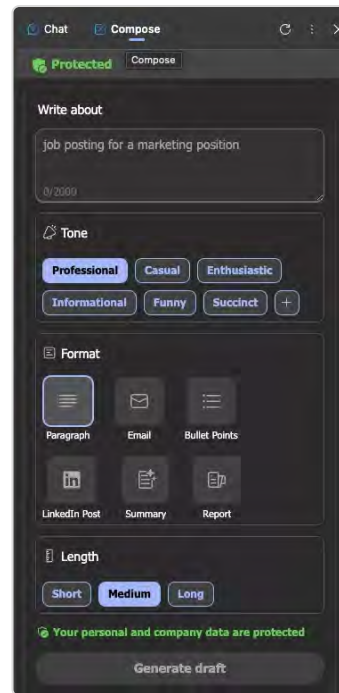 Chat Compose
Protected
Compose
Write about
job posting for a marketing position
0/2000
Tone
Professional Casual Enthusiastic
Informational Funny Succinct +
Format
Paragraph Email Bullet Points
LinkedIn Post Summary Report
Length
Short Medium Long
Your personal and company data are protected
Generate draft